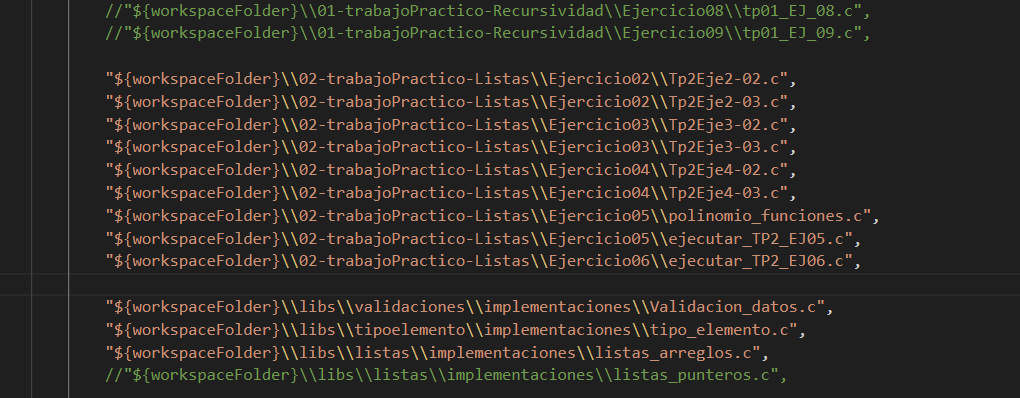 //"${workspaceFolder}\\01-trabajoPractico-Recursividad\\Ejercicio08\\tp01_EJ_08.c",
//"${workspaceFolder}\\01-trabajoPractico-Recursividad\\Ejercicio09\\tp01_EJ_09.c",
"${workspaceFolder}\\02-trabajoPractico-Listas\\Ejercicio02\\Tp2Eje2-02.c",
"${workspaceFolder}\\02-trabajoPractico-Listas\\Ejercicio02\\Tp2Eje2-03.c",
"${workspaceFolder}\\02-trabajoPractico-Listas\\Ejercicio03\\Tp2Eje3-02.c",
"${workspaceFolder}\\02-trabajoPractico-Listas\\Ejercicio03\\Tp2Eje3-03.c",
"${workspaceFolder}\\02-trabajoPractico-Listas\\Ejercicio04\\Tp2Eje4-02.c",
"${workspaceFolder}\\02-trabajoPractico-Listas\\Ejercicio04\\Tp2Eje4-03.c",
"${workspaceFolder}\\02-trabajoPractico-Listas\\Ejercicio05\\polinomio_funciones.c",
"${workspaceFolder}\\02-trabajoPractico-Listas\\Ejercicio05\\ejecutar_TP2_EJ05.c",
"${workspaceFolder}\\02-trabajoPractico-Listas\\Ejercicio06\\ejecutar_TP2_EJ06.c",
"${workspaceFolder}\\libs\\validaciones\\implementaciones\\Validacion_datos.c",
"${workspaceFolder}\\libs\\tipoelemento\\implementaciones\\tipo_elemento.c",
"${workspaceFolder}\\libs\\listas\\implementaciones\\listas_arreglos.c",
//"${workspaceFolder}\\libs\\listas\\implementaciones\\listas_punteros.c",